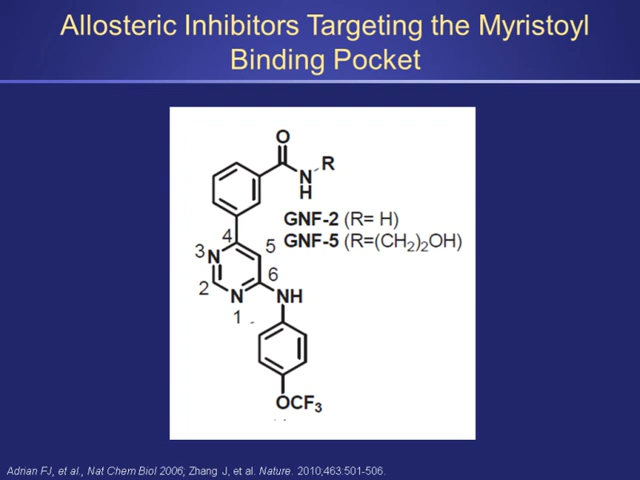 Allosteric Inhibitors Targeting the Myristoyl
Binding Pocket
O
N R
H
GNF-2 (R= H)
4
GNF-5 (R=(CH₂)₂OH)
3 N 5
6
2
N NH
1
OCF₃
Adrian FJ, et al., Nat Chem Biol 2006; Zhang J, et al. Nature. 2010;463:501-506.